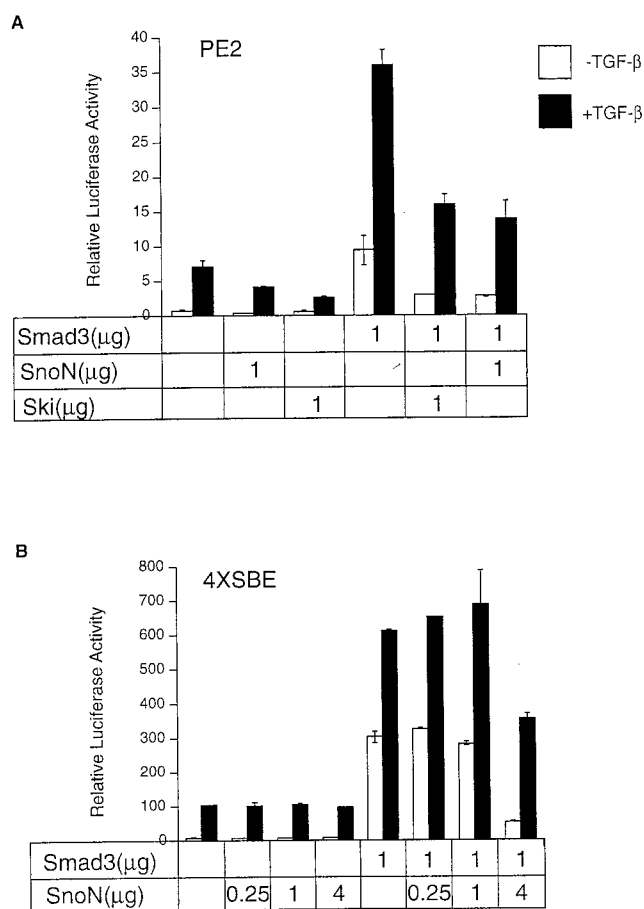 A
PE2
-TGF-β
+TGF-β
Relative Luciferase Activity
40
35
30
25
20
15
10
5
0
Smad3(μg) 1 1 1
SnoN(μg) 1 1
Ski(μg) 1 1
B
4XSBE
Relative Luciferase Activity
800
700
600
500
400
300
200
100
0
Smad3(μg) 1 1 1 1
SnoN(μg) 0.25 1 4 0.25 1 4